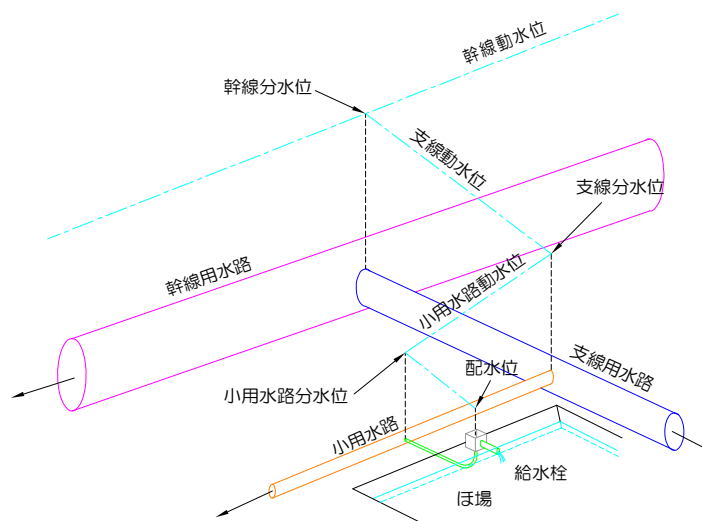 幹線動水位
幹線分水位
支線動水位
支線分水位
幹線用水路
小用水路動水位
支線用水路
配水位
小用水路分水位
小用水路
給水栓
ほ場